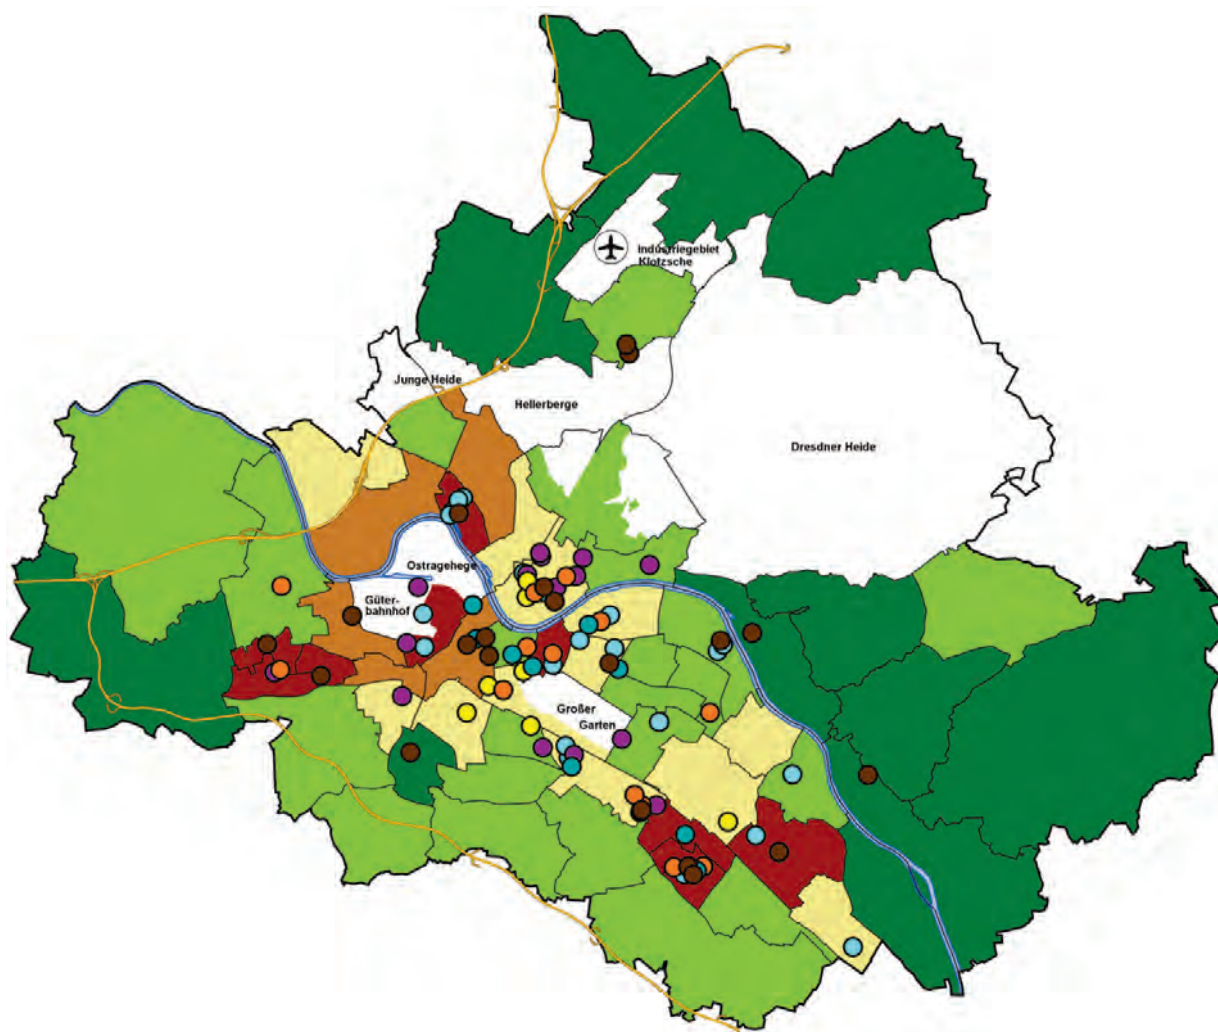 Industriegebiet
Klotzsche
Junge Heide
Hellerberge
Dresdner Heide
Ostragehege
Güter-
bahnhof
Großer
Garten